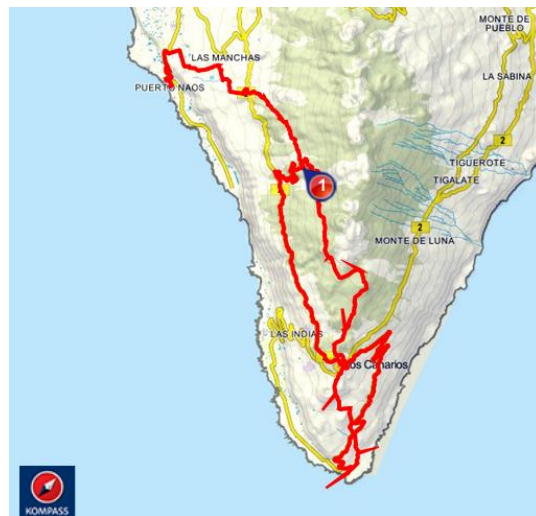 MONTE DE
PUEBLO
LAS MANCHAS
LA SABINA
PUERTO NAOS
2
TIGUEROTE
TIGALATE
1
2
MONTE DE LUNA
LAS INDIAS
os Canarios
KOMPASS